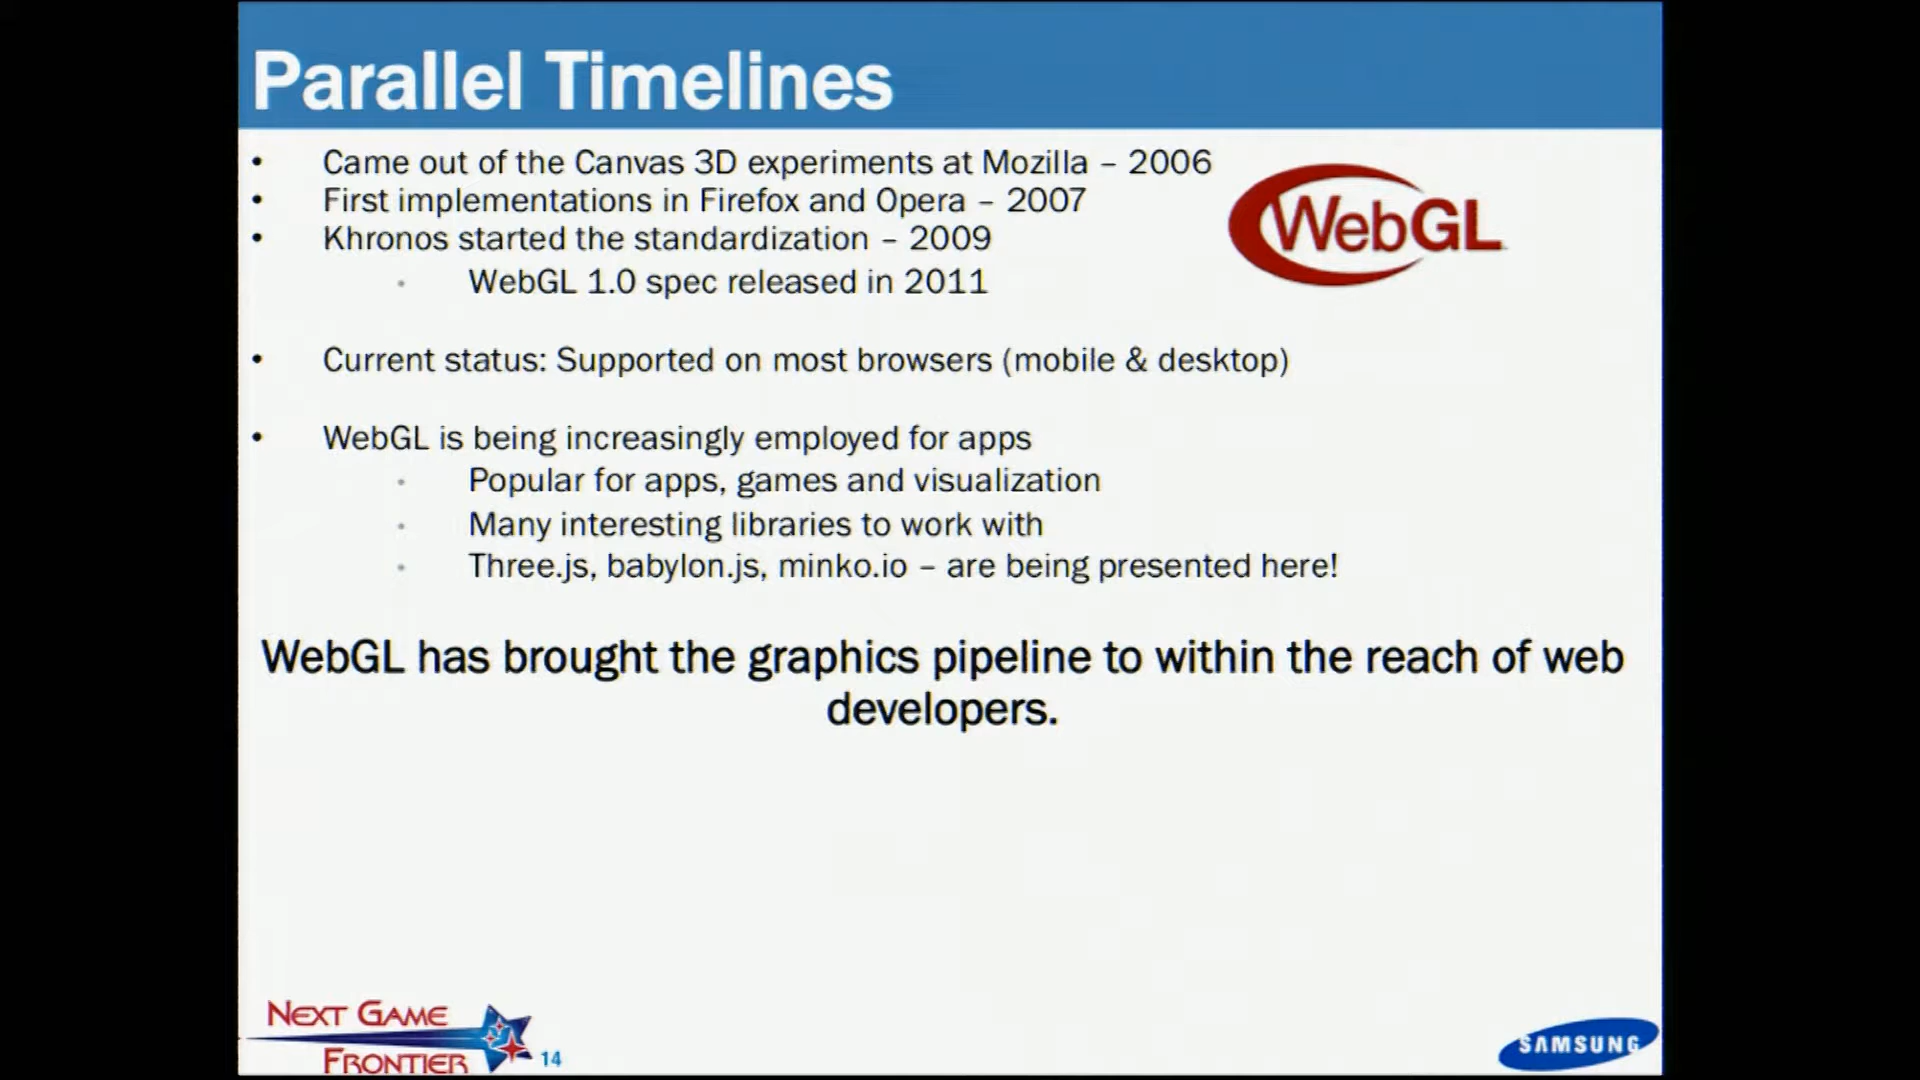 Parallel Timelines
• Came out of the Canvas 3D experiments at Mozilla – 2006
• First implementations in Firefox and Opera – 2007
• Khronos started the standardization – 2009
• WebGL 1.0 spec released in 2011
WebGL
• Current status: Supported on most browsers (mobile & desktop)
• WebGL is being increasingly employed for apps
• Popular for apps, games and visualization
• Many interesting libraries to work with
• Three.js, babylon.js, minko.io – are being presented here!
WebGL has brought the graphics pipeline to within the reach of web
developers.
NEXT GAME
FRONTIER
14
SAMSUNG